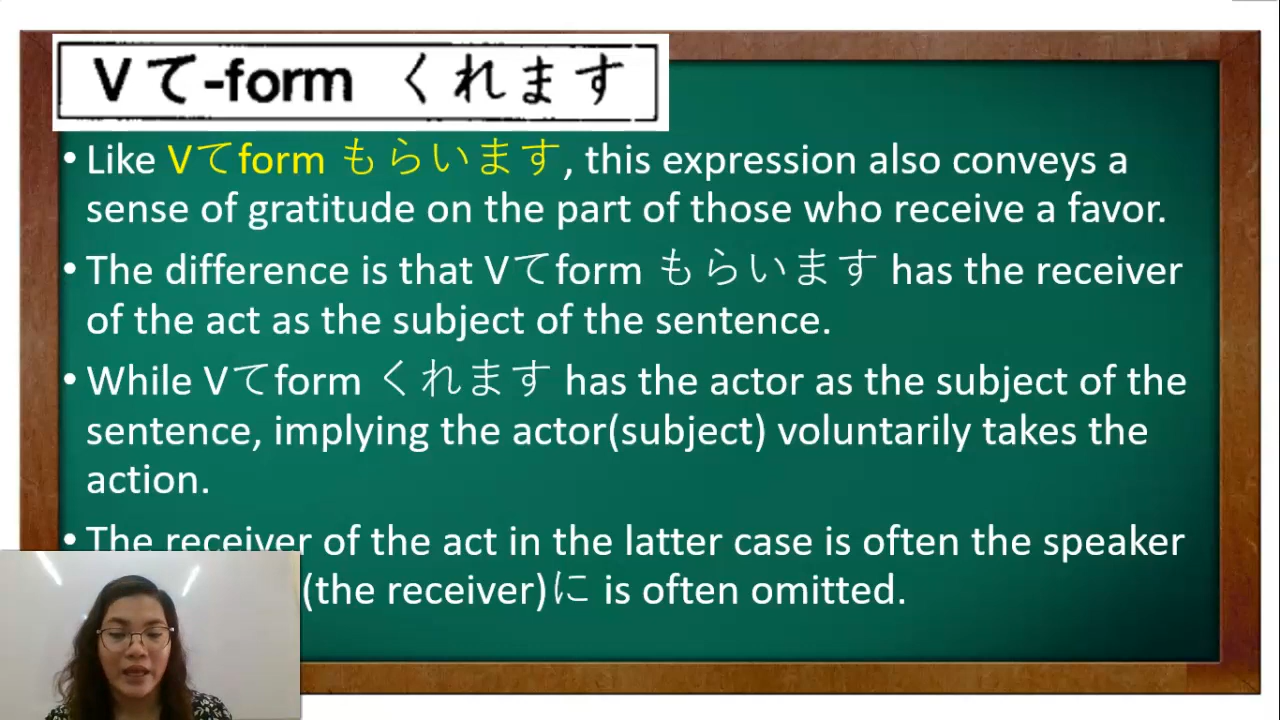 Vて-form くれます
• Like Vてform もらいます, this expression also conveys a
sense of gratitude on the part of those who receive a favor.
• The difference is that Vてform もらいます has the receiver
of the act as the subject of the sentence.
• While Vてform くれます has the actor as the subject of the
sentence, implying the actor(subject) voluntarily takes the
action.
• The receiver of the act in the latter case is often the speaker
(the receiver)に is often omitted.